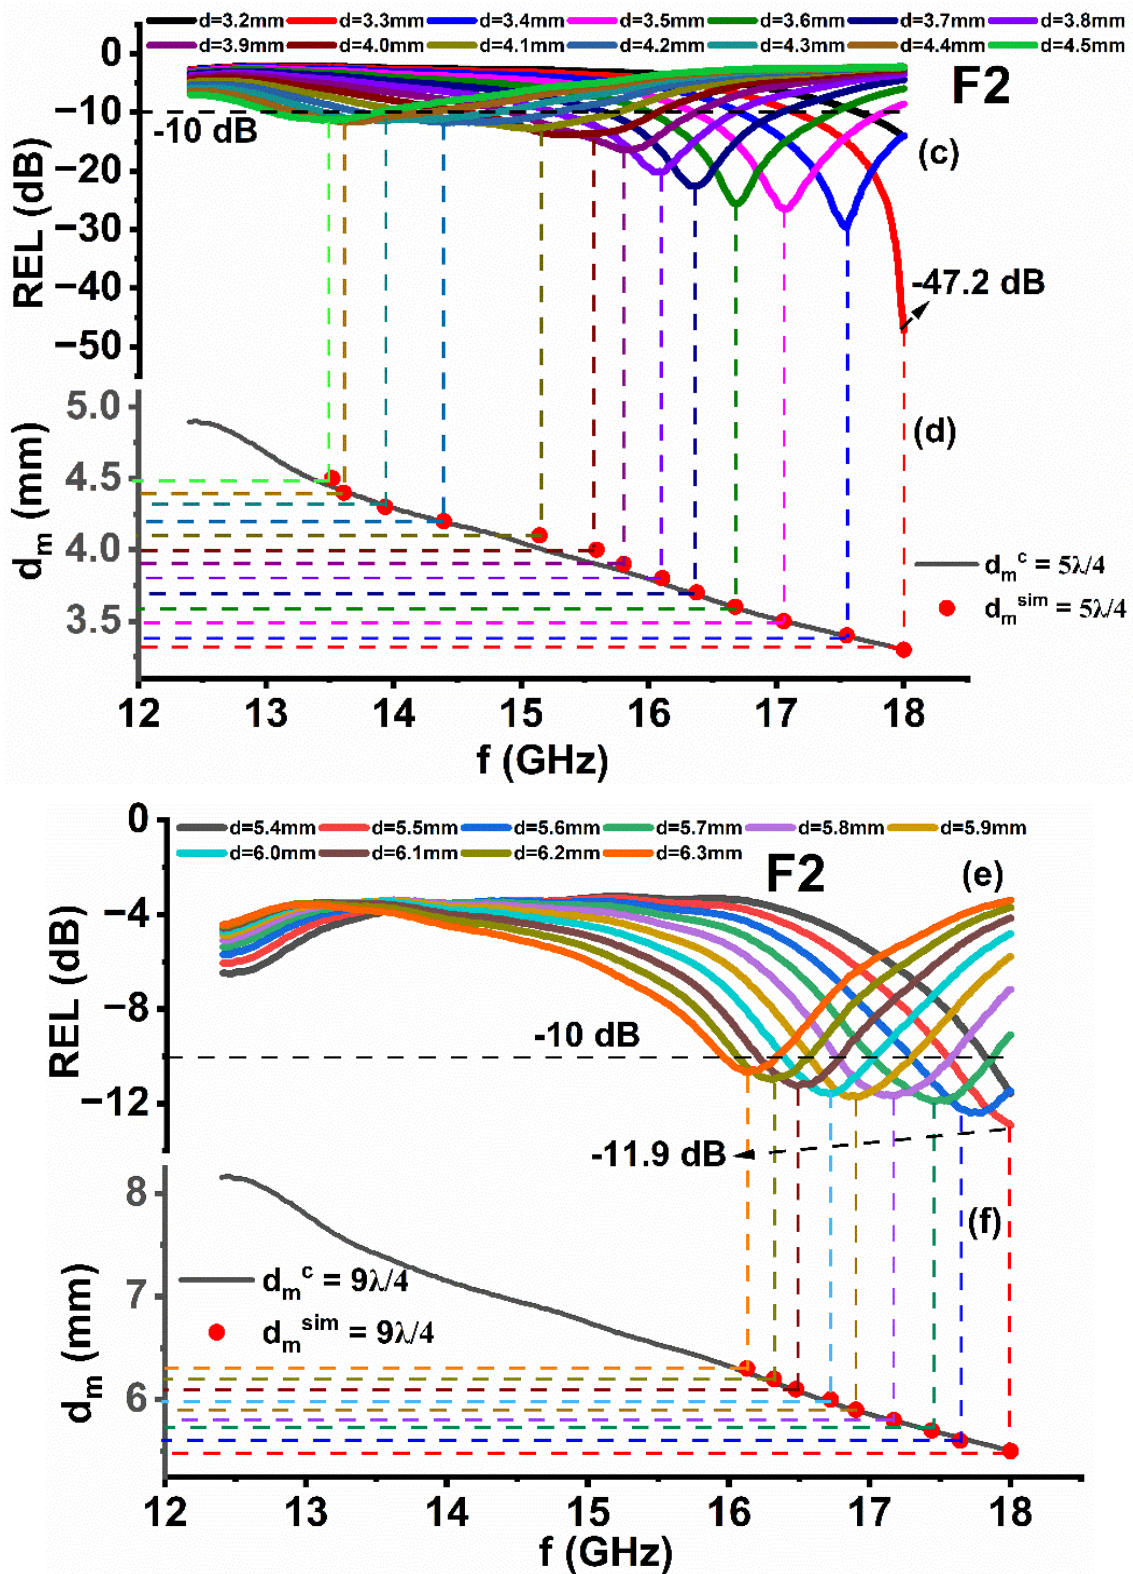 d=3.2mm d=3.3mm d=3.4mm d=3.5mm d=3.6mm d=3.7mm d=3.8mm
d=3.9mm d=4.0mm d=4.1mm d=4.2mm d=4.3mm d=4.4mm d=4.5mm
0
F2
−10
-10 dB
(c)
−20
REL (dB)
−30
-47.2 dB
−40
−50
5.0
(d)
4.5
dₘ (mm)
4.0
dₘᶜ = 5λ/4
dₘˢⁱᵐ = 5λ/4
3.5
12 13 14 15 16 17 18
f (GHz)
0
d=5.4mm d=5.5mm d=5.6mm d=5.7mm d=5.8mm d=5.9mm
d=6.0mm d=6.1mm d=6.2mm d=6.3mm
F2
(e)
−4
REL (dB)
−8
-10 dB
−12
-11.9 dB
8
(f)
dₘᶜ = 9λ/4
7
dₘˢⁱᵐ = 9λ/4
dₘ (mm)
6
12 13 14 15 16 17 18
f (GHz)